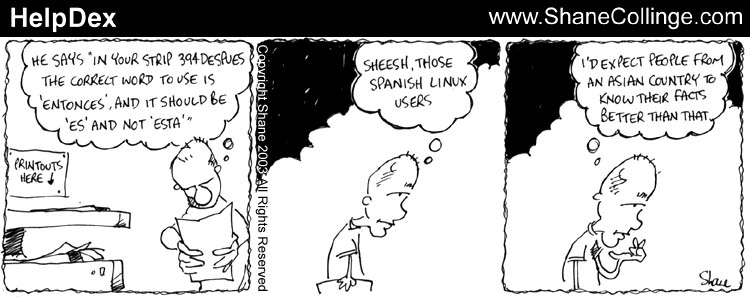 HelpDex
www.ShaneCollinge.com
HE SAYS "IN YOUR STRIP 394 DESPUES
THE CORRECT WORD TO USE IS
'ENTONCES', AND IT SHOULD BE
'ES' AND NOT 'ESTA'"
PRINTOUTS
HERE
Copyright Shane 2003 All Rights Reserved
SHEESH, THOSE
SPANISH LINUX
USERS
I'D EXPECT PEOPLE FROM
AN ASIAN COUNTRY TO
KNOW THEIR FACTS
BETTER THAN THAT.
Shane